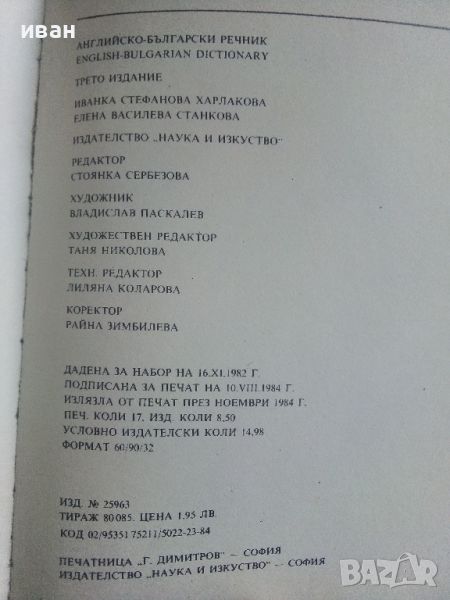 иван
АНГЛИЙСКО-БЪЛГАРСКИ РЕЧНИК
ENGLISH-BULGARIAN DICTIONARY
ТРЕТО ИЗДАНИЕ
ИВАНКА СТЕФАНОВА ХАРЛАКОВА
ЕЛЕНА ВАСИЛЕВА СТАНКОВА
ИЗДАТЕЛСТВО „НАУКА И ИЗКУСТВО"
РЕДАКТОР
СТОЯНКА СЕРБЕЗОВА
ХУДОЖНИК
ВЛАДИСЛАВ ПАСКАЛЕВ
ХУДОЖЕСТВЕН РЕДАКТОР
ТАНЯ НИКОЛОВА
ТЕХН. РЕДАКТОР
ЛИЛЯНА КОЛАРОВА
КОРЕКТОР
РАЙНА ЗИМБИЛЕВА
ДАДЕНА ЗА НАБОР НА 16.XI.1982 Г.
ПОДПИСАНА ЗА ПЕЧАТ НА 10.VIII.1984 Г.
ИЗЛЯЗЛА ОТ ПЕЧАТ ПРЕЗ НОЕМВРИ 1984 Г.
ПЕЧ. КОЛИ 17. ИЗД. КОЛИ 8,50
УСЛОВНО ИЗДАТЕЛСКИ КОЛИ 14,98
ФОРМАТ 60/90/32
ИЗД. № 25963
ТИРАЖ 80 085. ЦЕНА 1.95 ЛВ.
КОД 02/95351 75211/5022-23-84
ПЕЧАТНИЦА „Г. ДИМИТРОВ" – СОФИЯ
ИЗДАТЕЛСТВО „НАУКА И ИЗКУСТВО" – СОФИЯ
bazar